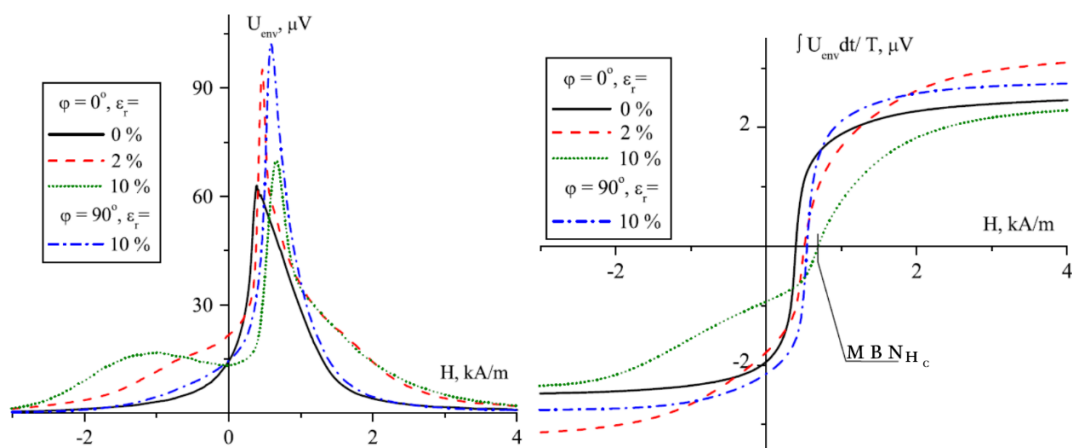 U_env, μV
90
60
30
φ = 0°, ε_r =
0 %
2 %
10 %
φ = 90°, ε_r =
10 %
H, kA/m
-2
0
2
4
∫ U_env dt/ T, μV
2
-2
φ = 0°, ε_r =
0 %
2 %
10 %
φ = 90°, ε_r =
10 %
H, kA/m
-2
2
4
M B N_H_c